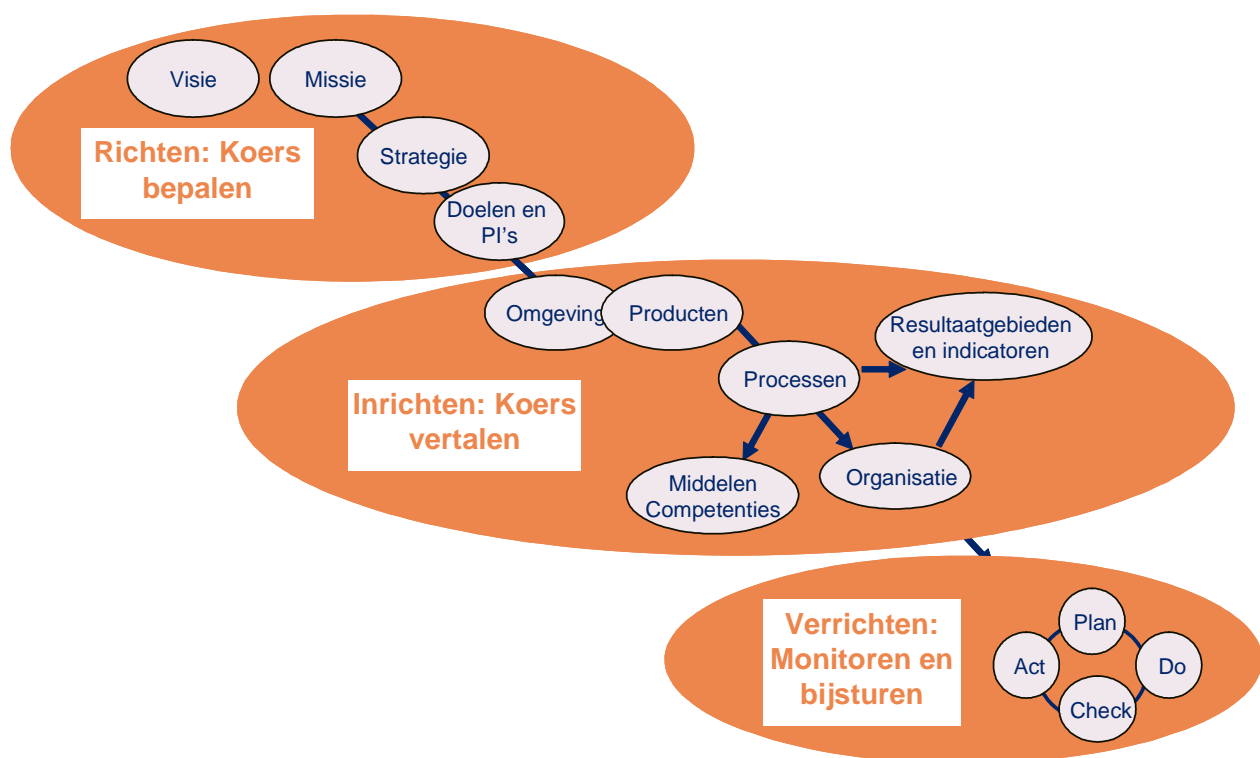 Visie
Missie
Richten: Koers
bepalen
Strategie
Doelen en
PI's
Omgeving
Producten
Resultaatgebieden
en indicatoren
Processen
Inrichten: Koers
vertalen
Middelen
Competenties
Organisatie
Verrichten:
Monitoren en
bijsturen
Plan
Act
Do
Check